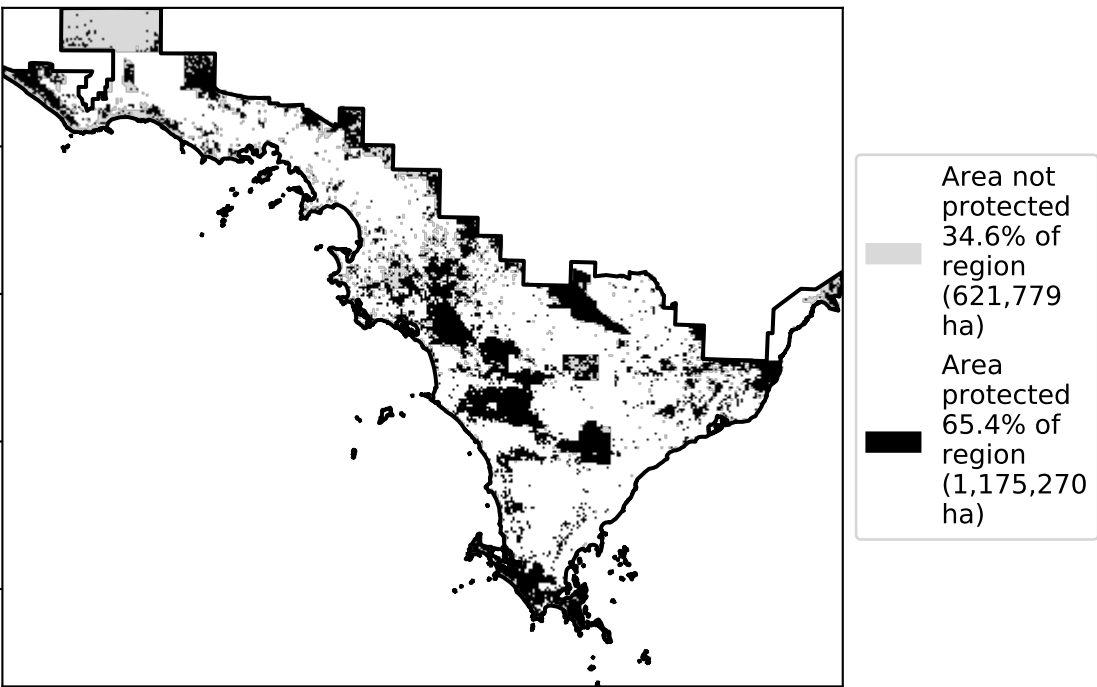 Area not
protected
34.6% of
region
(621,779
ha)
Area
protected
65.4% of
region
(1,175,270
ha)